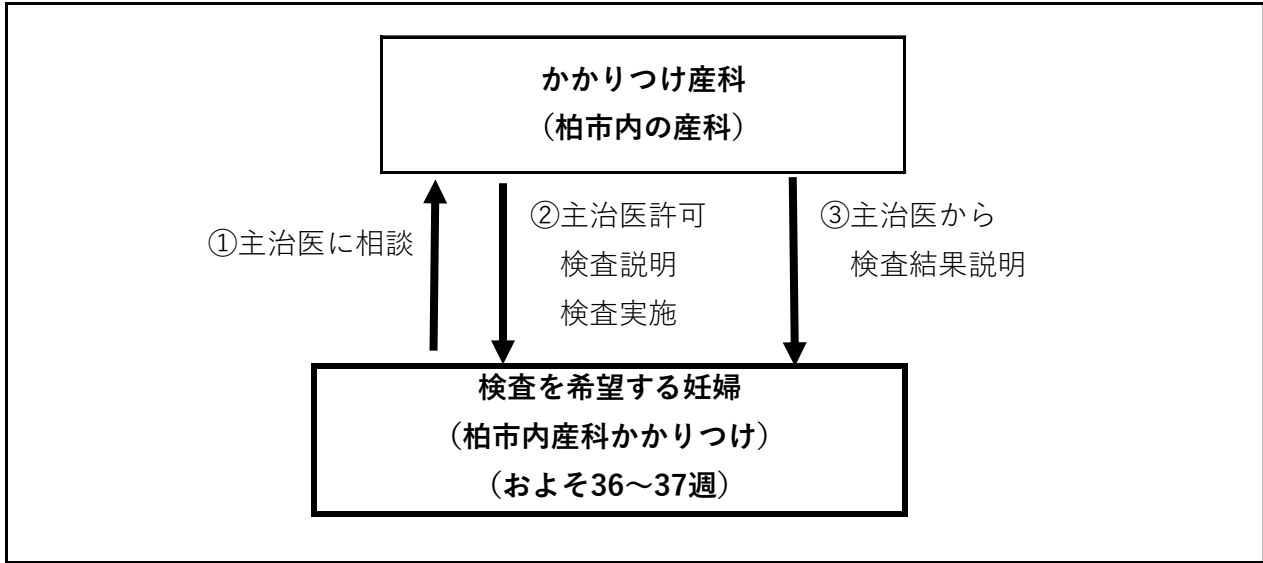 かかりつけ産科
（柏市内の産科）
①主治医に相談
②主治医許可
検査説明
検査実施
③主治医から
検査結果説明
検査を希望する妊婦
（柏市内産科かかりつけ）
（およそ36～37週）